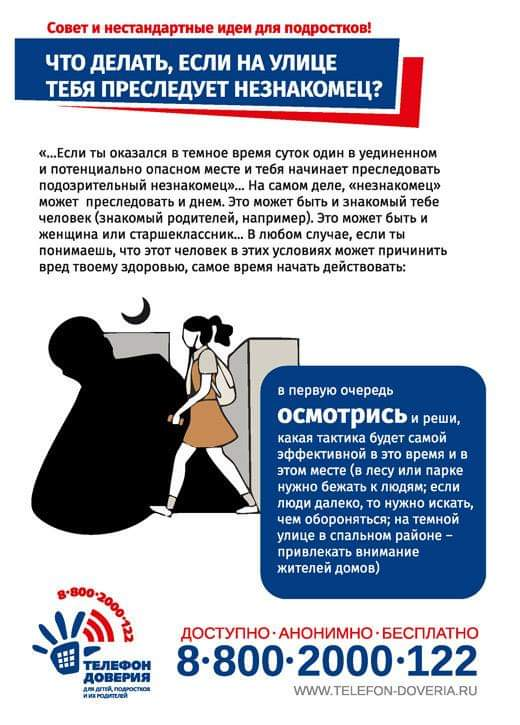 Совет и нестандартные идеи для подростков!
ЧТО ДЕЛАТЬ, ЕСЛИ НА УЛИЦЕ
ТЕБЯ ПРЕСЛЕДУЕТ НЕЗНАКОМЕЦ?
«...Если ты оказался в темное время суток один в уединенном
и потенциально опасном месте и тебя начинает преследовать
подозрительный незнакомец»... На самом деле, «незнакомец»
может преследовать и днем. Это может быть и знакомый тебе
человек (знакомый родителей, например). Это может быть и
женщина или старшеклассник... В любом случае, если ты
понимаешь, что этот человек в этих условиях может причинить
вред твоему здоровью, самое время начать действовать:
в первую очередь
осмотрись и реши,
какая тактика будет самой
эффективной в это время и в
этом месте (в лесу или парке
нужно бежать к людям; если
люди далеко, то нужно искать,
чем обороняться; на темной
улице в спальном районе –
привлекать внимание
жителей домов)
8-800-2000-122
ТЕЛЕФОН
ДОВЕРИЯ
ДЛЯ ДЕТЕЙ, ПОДРОСТКОВ
И ИХ РОДИТЕЛЕЙ
ДОСТУПНО·АНОНИМНО·БЕСПЛАТНО
8·800·2000·122
WWW.TELEFON-DOVERIA.RU